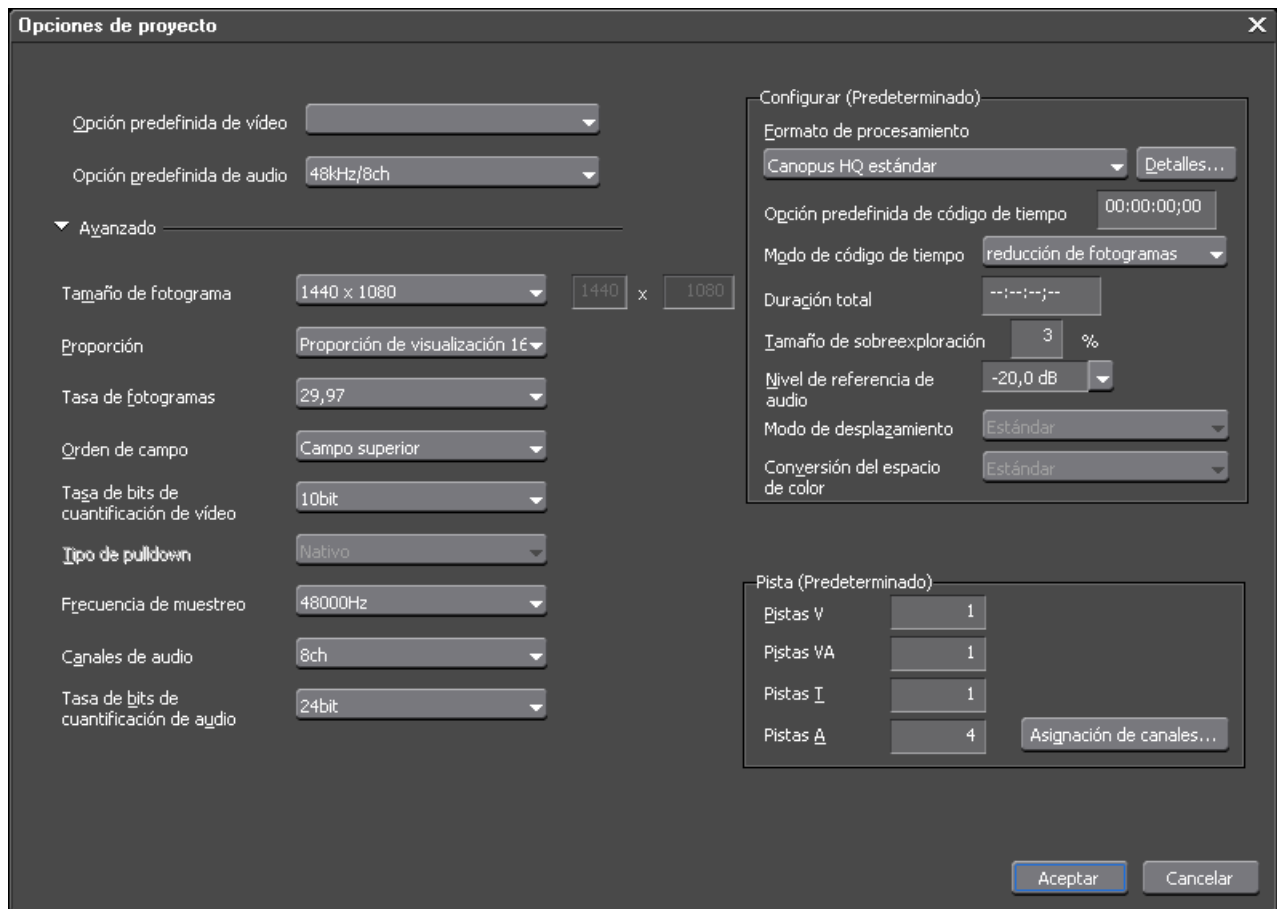 Opciones de proyecto
Opción predefinida de vídeo
Opción predefinida de audio 48kHz/8ch
Avanzado
Tamaño de fotograma 1440 x 1080 1440 x 1080
Proporción Proporción de visualización 16
Tasa de fotogramas 29,97
Orden de campo Campo superior
Tasa de bits de
cuantificación de vídeo 10bit
Tipo de pulldown Nativo
Frecuencia de muestreo 48000Hz
Canales de audio 8ch
Tasa de bits de
cuantificación de audio 24bit
Configurar (Predeterminado)
Formato de procesamiento
Canopus HQ estándar Detalles...
Opción predefinida de código de tiempo 00:00:00;00
Modo de código de tiempo reducción de fotogramas
Duración total --:--:--;--
Tamaño de sobreexploración 3 %
Nivel de referencia de
audio -20,0 dB
Modo de desplazamiento Estándar
Conversión del espacio
de color Estándar
Pista (Predeterminado)
Pistas V 1
Pistas VA 1
Pistas T 1
Pistas A 4 Asignación de canales...
Aceptar Cancelar